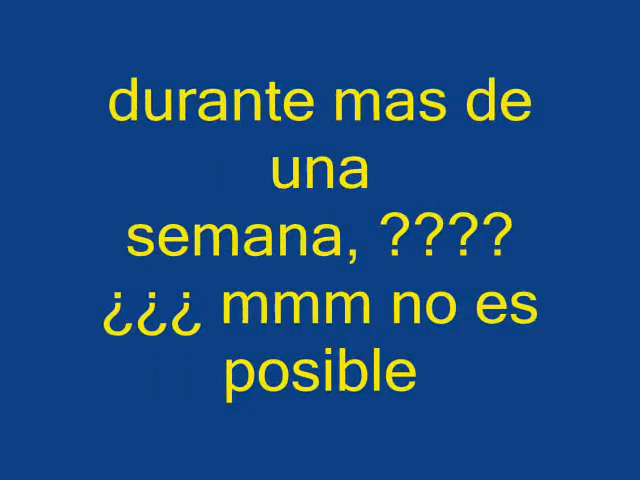 durante mas de
una
semana, ????
¿¿¿ mmm no es
posible